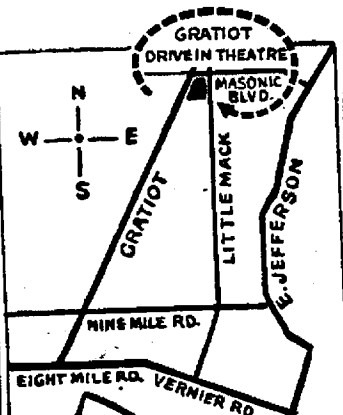 GRATIOT
DRIVE IN THEATRE
MASONIC
BLVD.
N
W E
S
GRATIOT
LITTLE MACK
E. JEFFERSON
NINE MILE RD.
EIGHT MILE RD. VERNIER RD